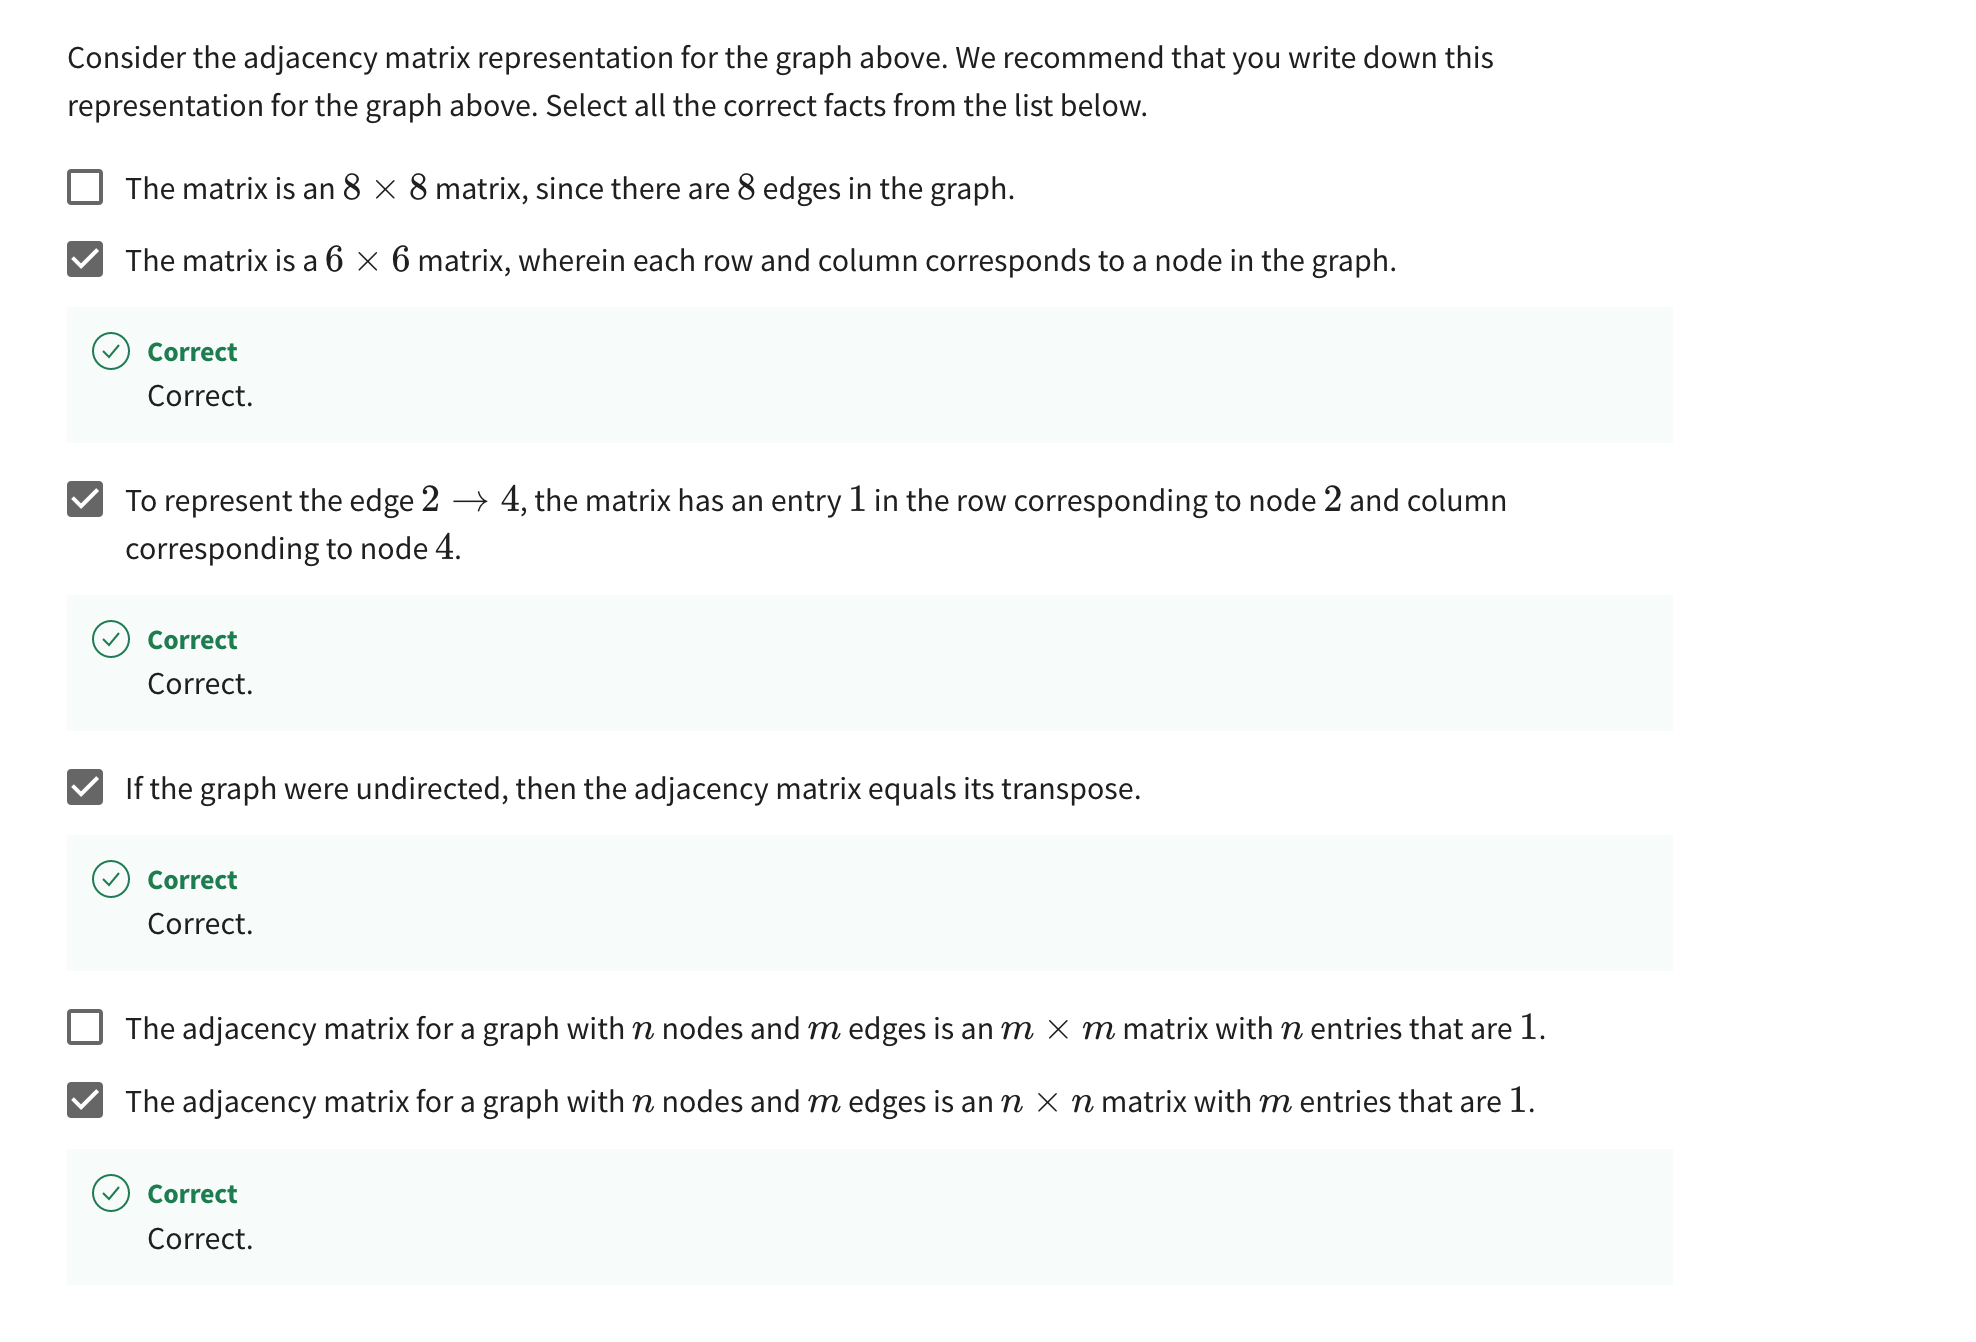 Consider the adjacency matrix representation for the graph above. We recommend that you write down this
representation for the graph above. Select all the correct facts from the list below.
The matrix is an 8 × 8 matrix, since there are 8 edges in the graph.
The matrix is a 6 × 6 matrix, wherein each row and column corresponds to a node in the graph.
Correct
Correct.
To represent the edge 2 → 4, the matrix has an entry 1 in the row corresponding to node 2 and column
corresponding to node 4.
Correct
Correct.
If the graph were undirected, then the adjacency matrix equals its transpose.
Correct
Correct.
The adjacency matrix for a graph with n nodes and m edges is an m × m matrix with n entries that are 1.
The adjacency matrix for a graph with n nodes and m edges is an n × n matrix with m entries that are 1.
Correct
Correct.